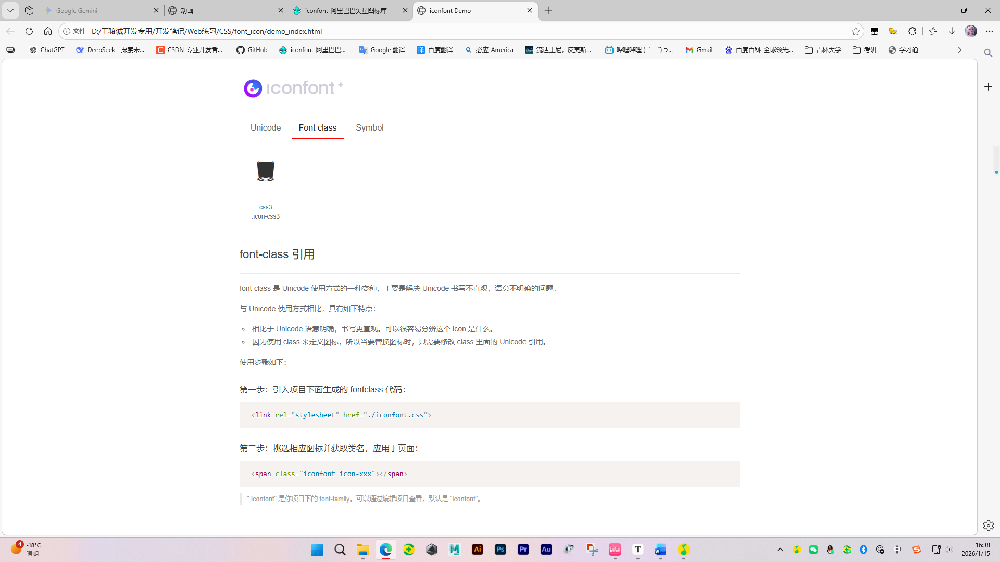 Google Gemini
动画
iconfont-阿里巴巴矢量图标库
iconfont Demo
文件
D:/王骏诚开发专用/开发笔记/Web练习/CSS/font_icon/demo_index.html
ChatGPT
DeepSeek - 探索未...
CSDN-专业开发者...
GitHub
iconfont-阿里巴巴...
Google 翻译
百度翻译
必应-America
流迪士尼，皮克斯...
哔哩哔哩 (゜-゜)つ...
Gmail
百度百科_全球领先...
吉林大学
考研
学习通
iconfont+
Unicode
Font class
Symbol
css3
.icon-css3
font-class 引用
font-class 是 Unicode 使用方式的一种变种，主要是解决 Unicode 书写不直观，语意不明确的问题。
与 Unicode 使用方式相比，具有如下特点：
相比于 Unicode 语意明确，书写更直观。可以很容易分辨这个 icon 是什么。
因为使用 class 来定义图标，所以当要替换图标时，只需要修改 class 里面的 Unicode 引用。
使用步骤如下：
第一步：引入项目下面生成的 fontclass 代码：
<link rel="stylesheet" href="./iconfont.css">
第二步：挑选相应图标并获取类名，应用于页面：
<span class="iconfont icon-xxx"></span>
" iconfont" 是你项目下的 font-family。可以通过编辑项目查看，默认是 "iconfont"。
4
-18°C
晴朗
Ai
Ps
Pr
Au
T
中
16:38
2026/1/15